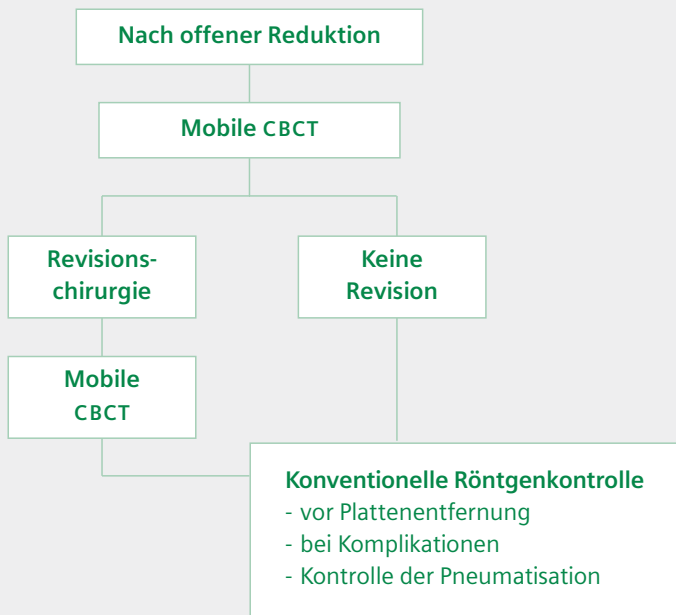 Nach offener Reduktion
Mobile CBCT
Revisions-
chirurgie
Keine
Revision
Mobile
CBCT
Konventionelle Röntgenkontrolle
- vor Plattenentfernung
- bei Komplikationen
- Kontrolle der Pneumatisation